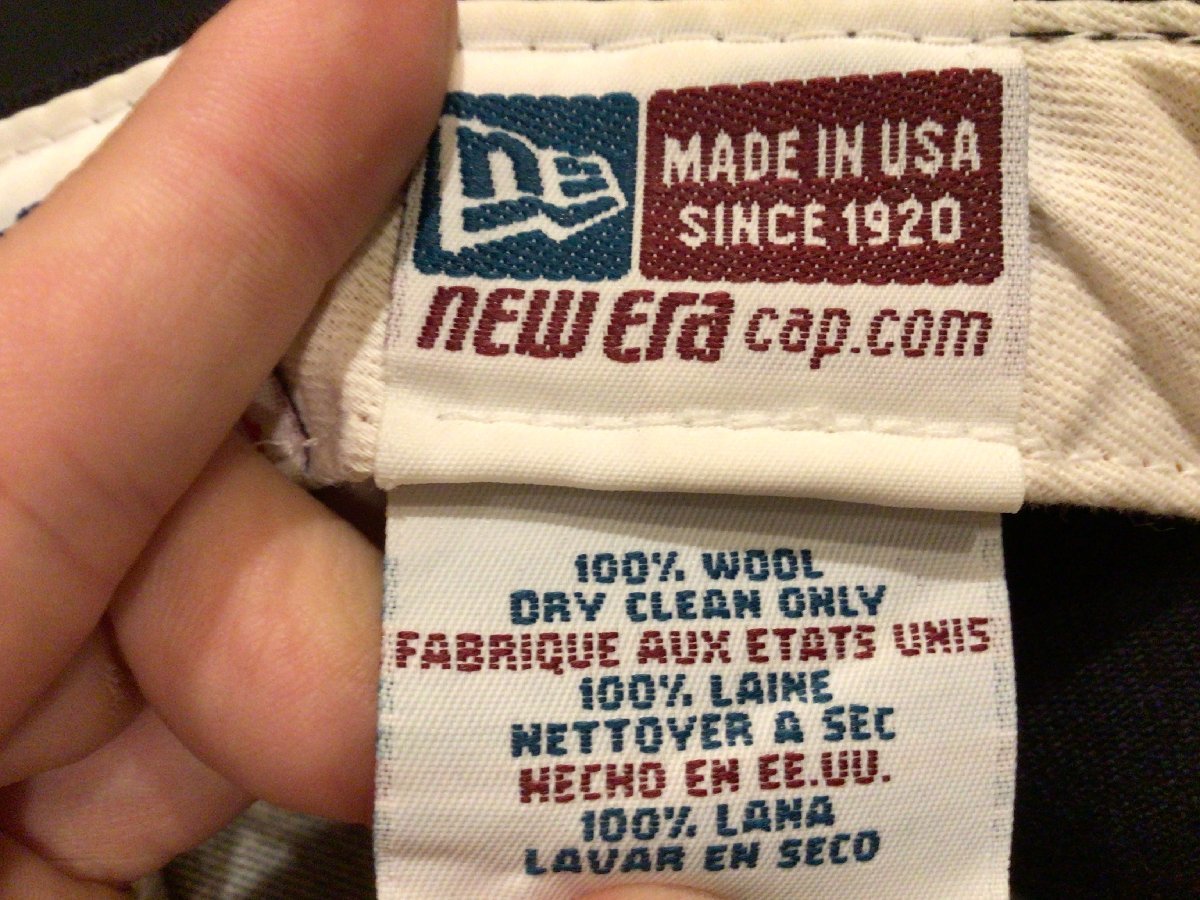 NE
MADE IN USA
SINCE 1920
new era cap.com
100% WOOL
DRY CLEAN ONLY
FABRIQUE AUX ETATS UNIS
100% LAINE
NETTOYER A SEC
HECHO EN EE.UU.
100% LANA
LAVAR EN SECO